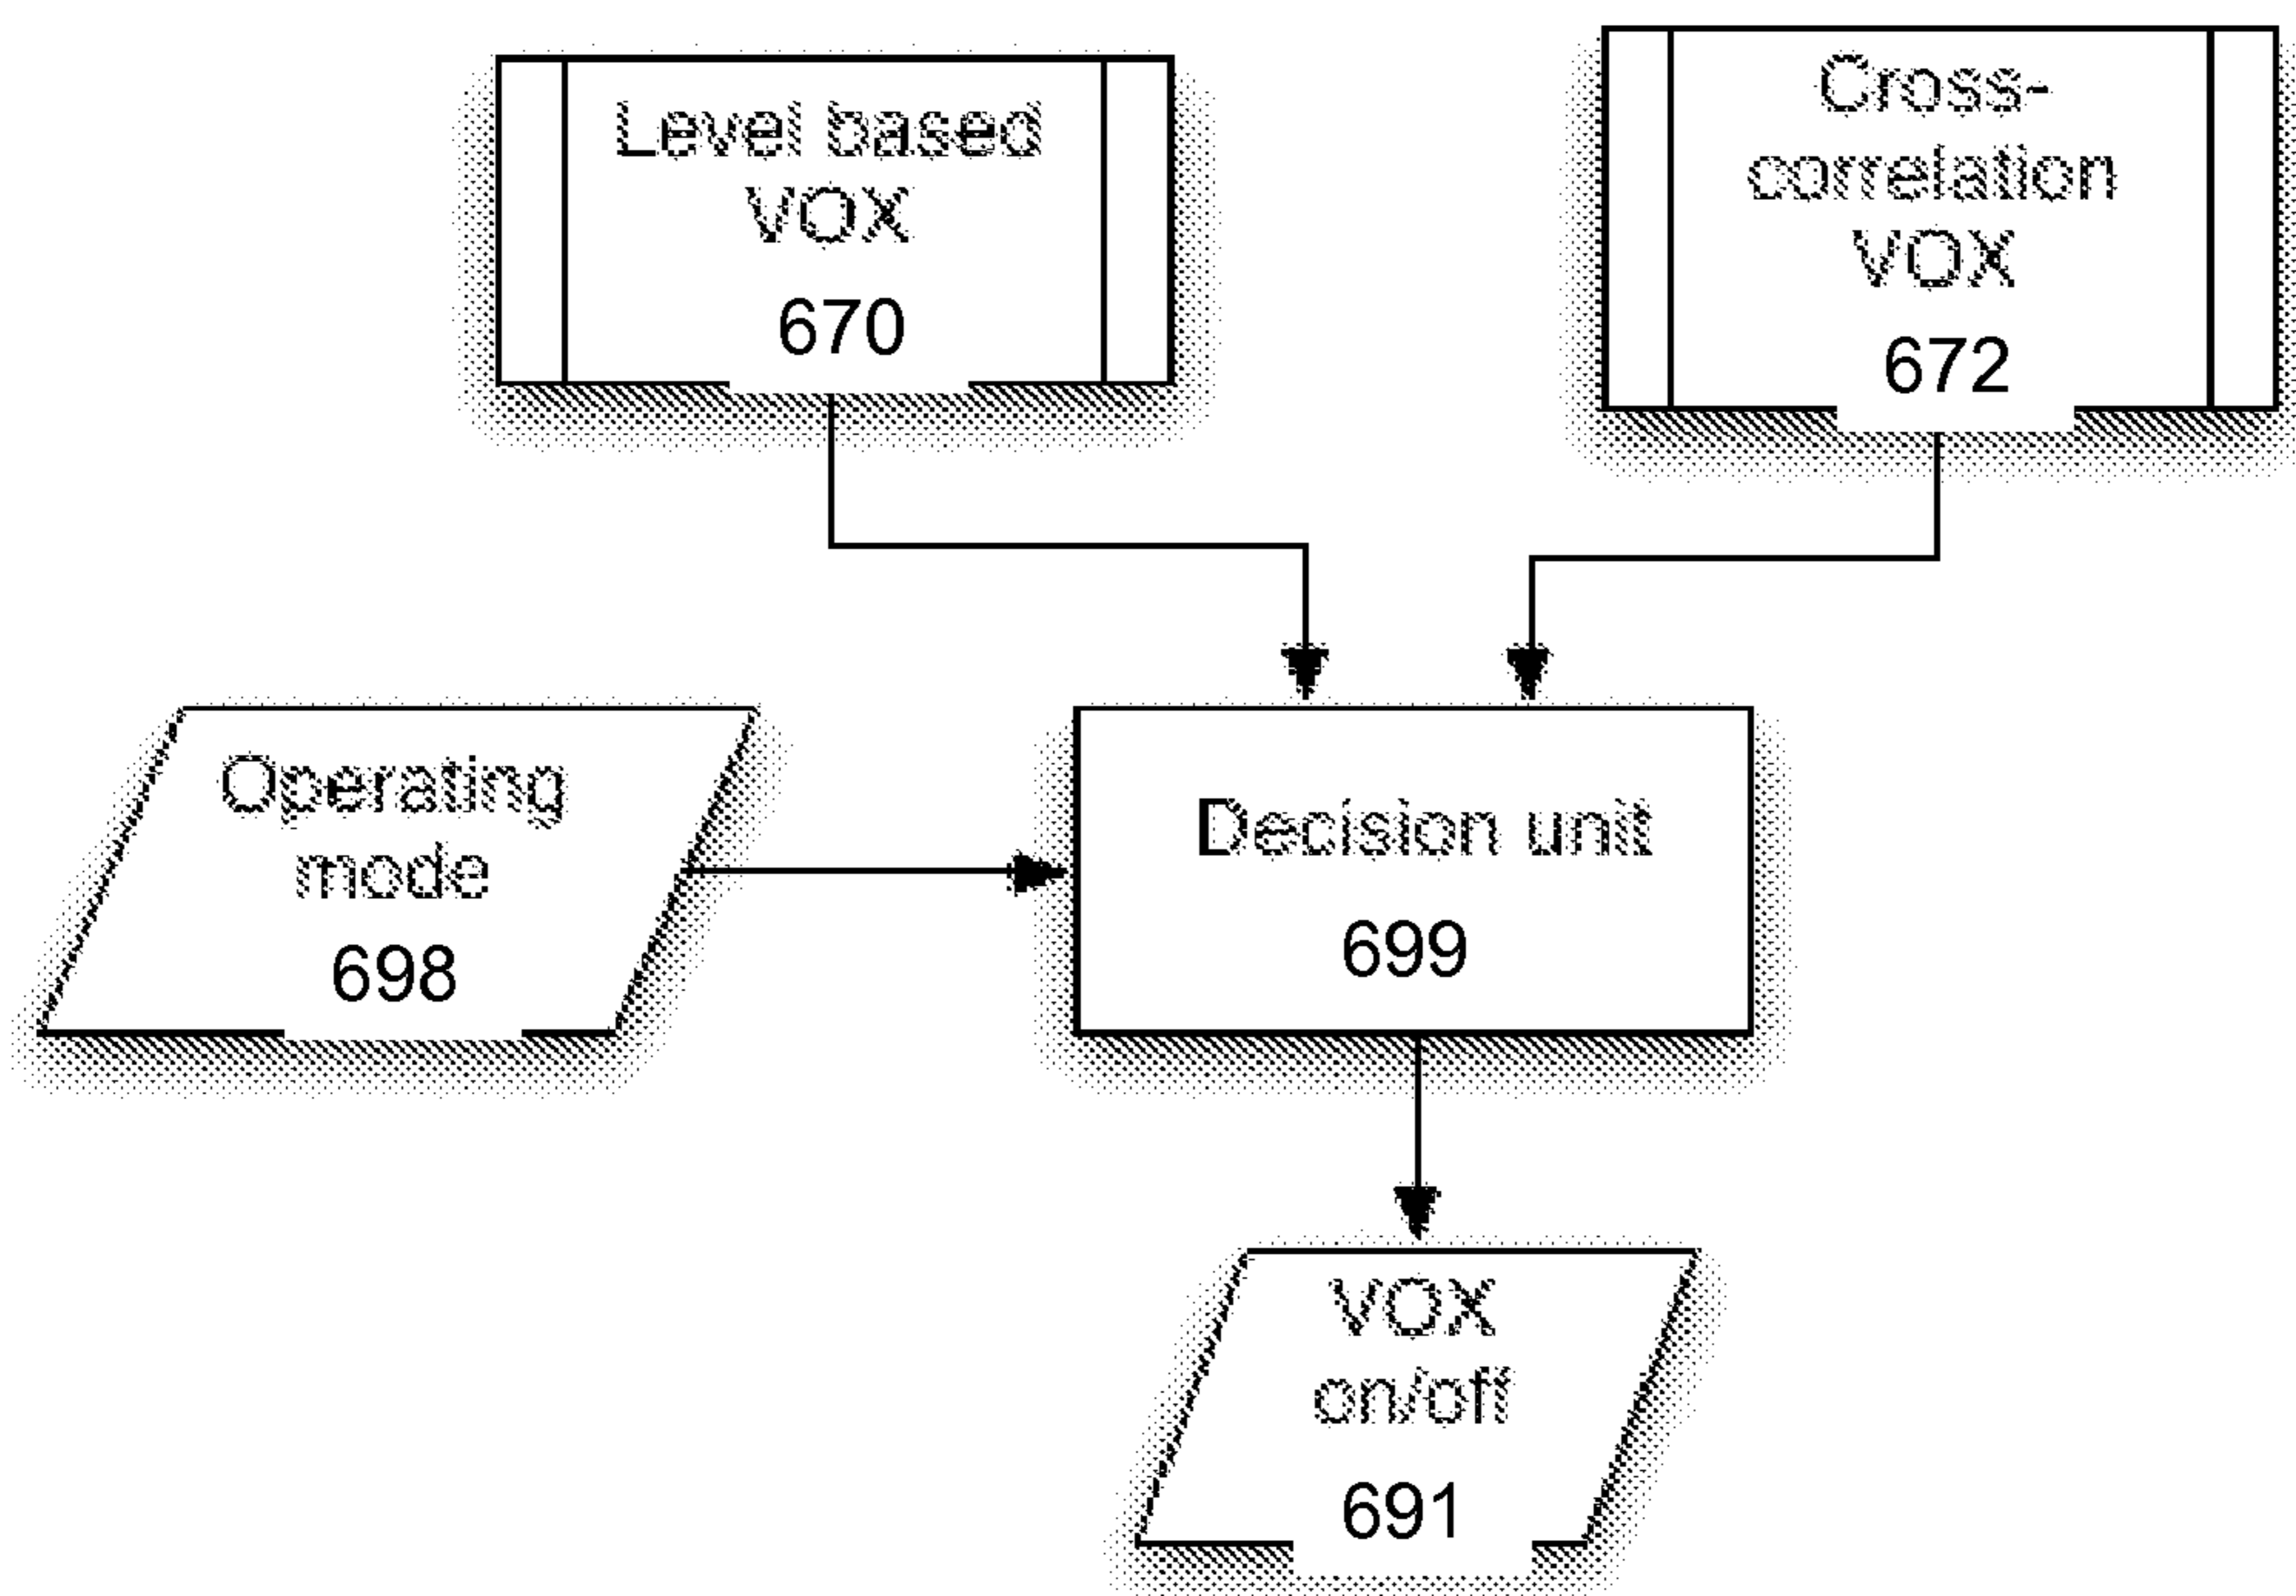 Level based
VOX
670
Cross-
correlation
VOX
672
Operating
mode
698
Decision unit
699
VOX
on/off
691